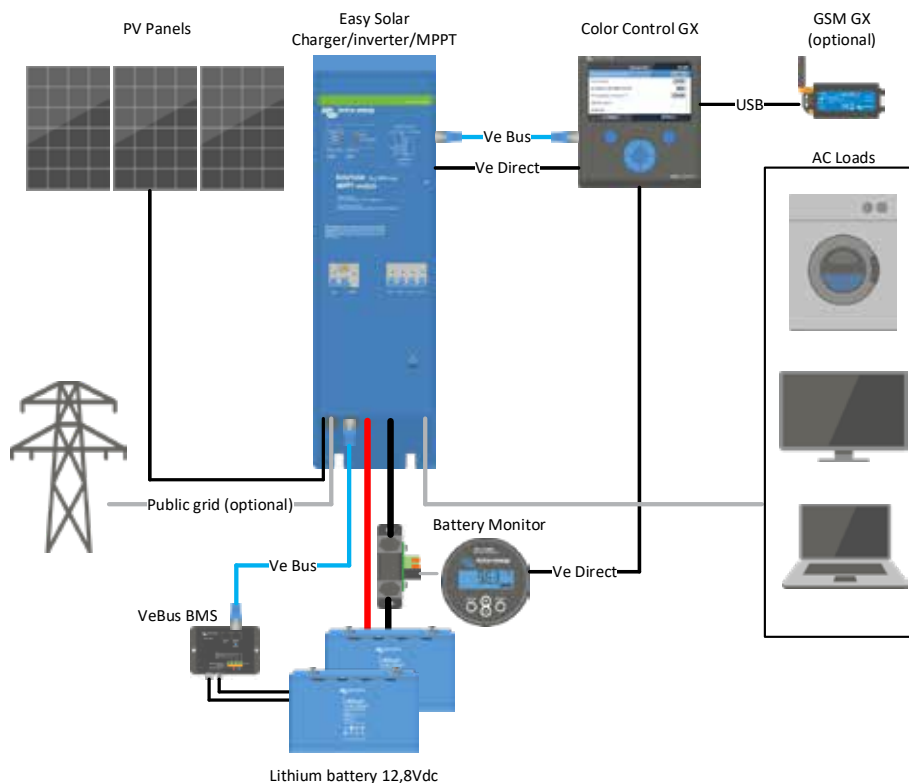 PV Panels
Easy Solar
Charger/inverter/MPPT
Color Control GX
GSM GX
(optional)
USB
Ve Bus
Ve Direct
AC Loads
Public grid (optional)
Battery Monitor
Ve Bus
Ve Direct
VeBus BMS
Lithium battery 12,8Vdc